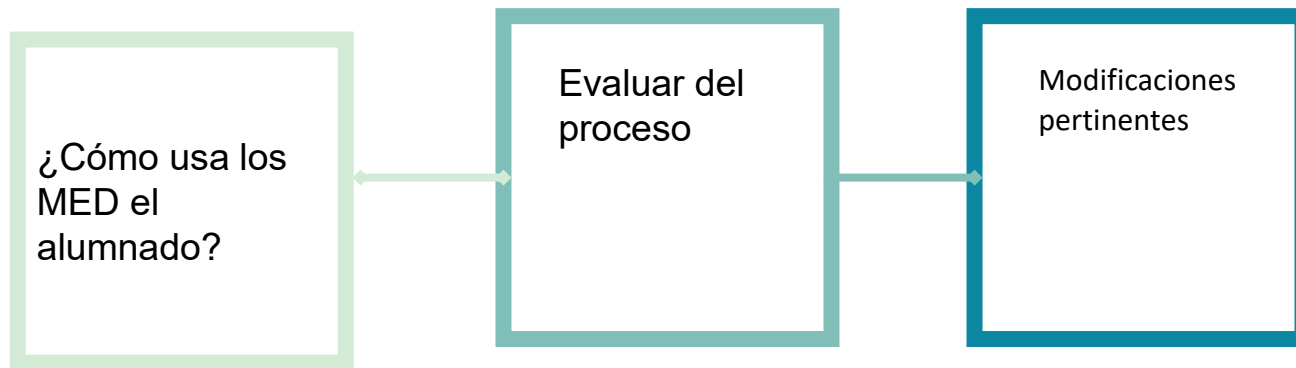 ¿Cómo usa los
MED el
alumnado?
Evaluar del
proceso
Modificaciones
pertinentes